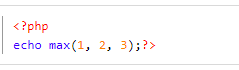 <?php
echo max(1, 2, 3);?>